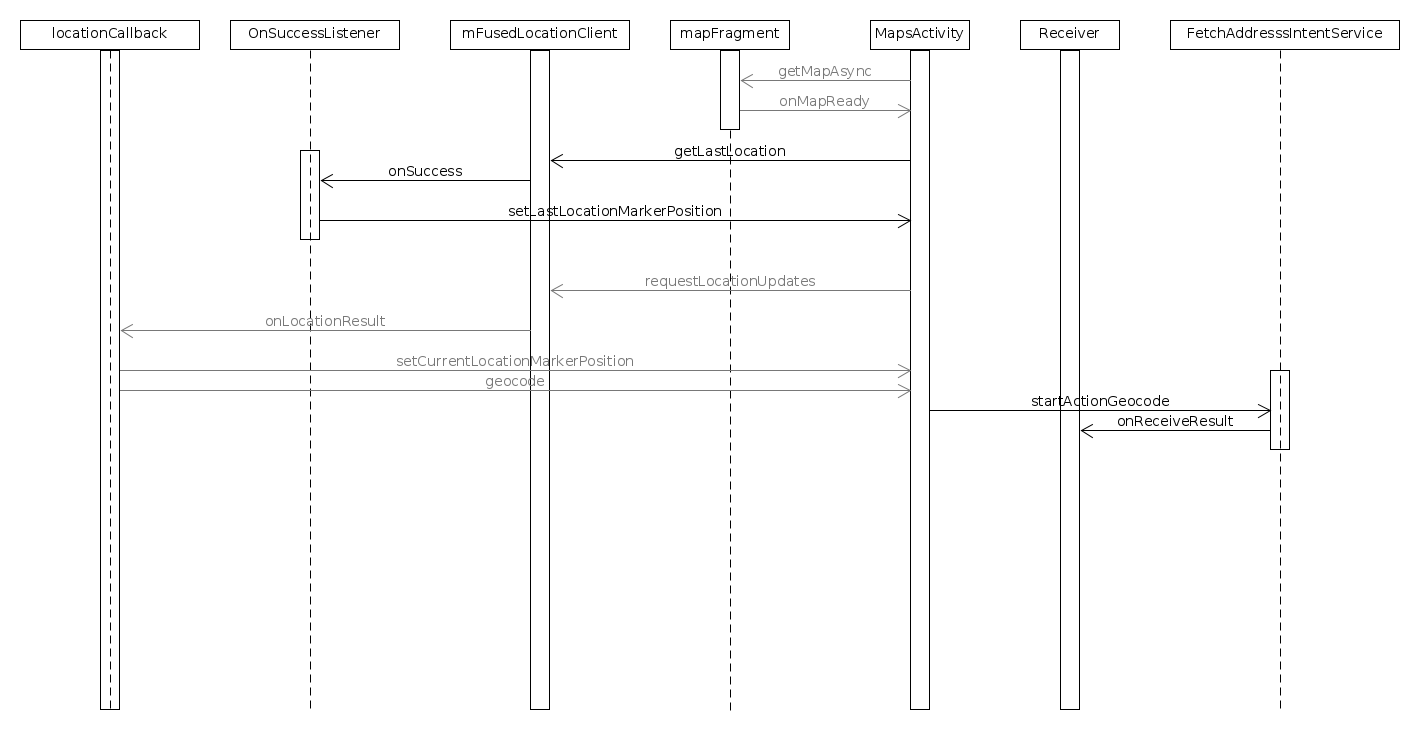 locationCallback
OnSuccessListener
mFusedLocationClient
mapFragment
MapsActivity
Receiver
FetchAddresssIntentService
getMapAsync
onMapReady
getLastLocation
onSuccess
setLastLocationMarkerPosition
requestLocationUpdates
onLocationResult
setCurrentLocationMarkerPosition
geocode
startActionGeocode
onReceiveResult